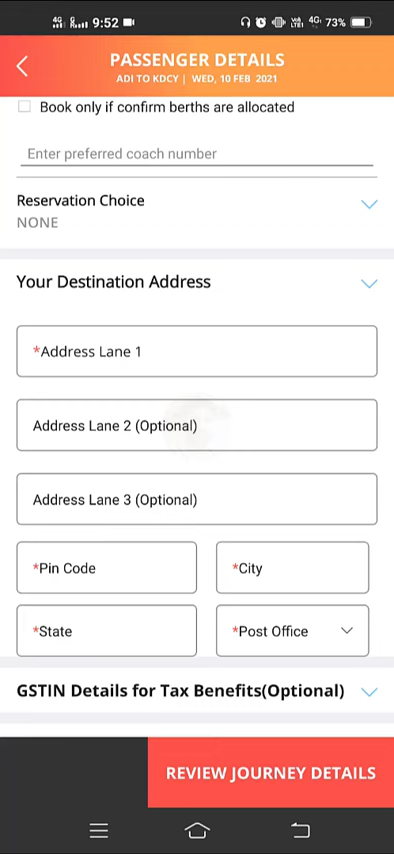 9:52 4G 73%
PASSENGER DETAILS
ADI TO KDCY | WED, 10 FEB 2021
Book only if confirm berths are allocated
Enter preferred coach number
Reservation Choice
NONE
Your Destination Address
*Address Lane 1
Address Lane 2 (Optional)
Address Lane 3 (Optional)
*Pin Code *City
*State *Post Office
GSTIN Details for Tax Benefits(Optional)
REVIEW JOURNEY DETAILS